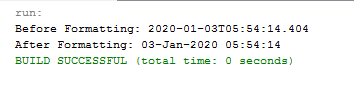 run:
Before Formatting: 2020-01-03T05:54:14.404
After Formatting: 03-Jan-2020 05:54:14
BUILD SUCCESSFUL (total time: 0 seconds)